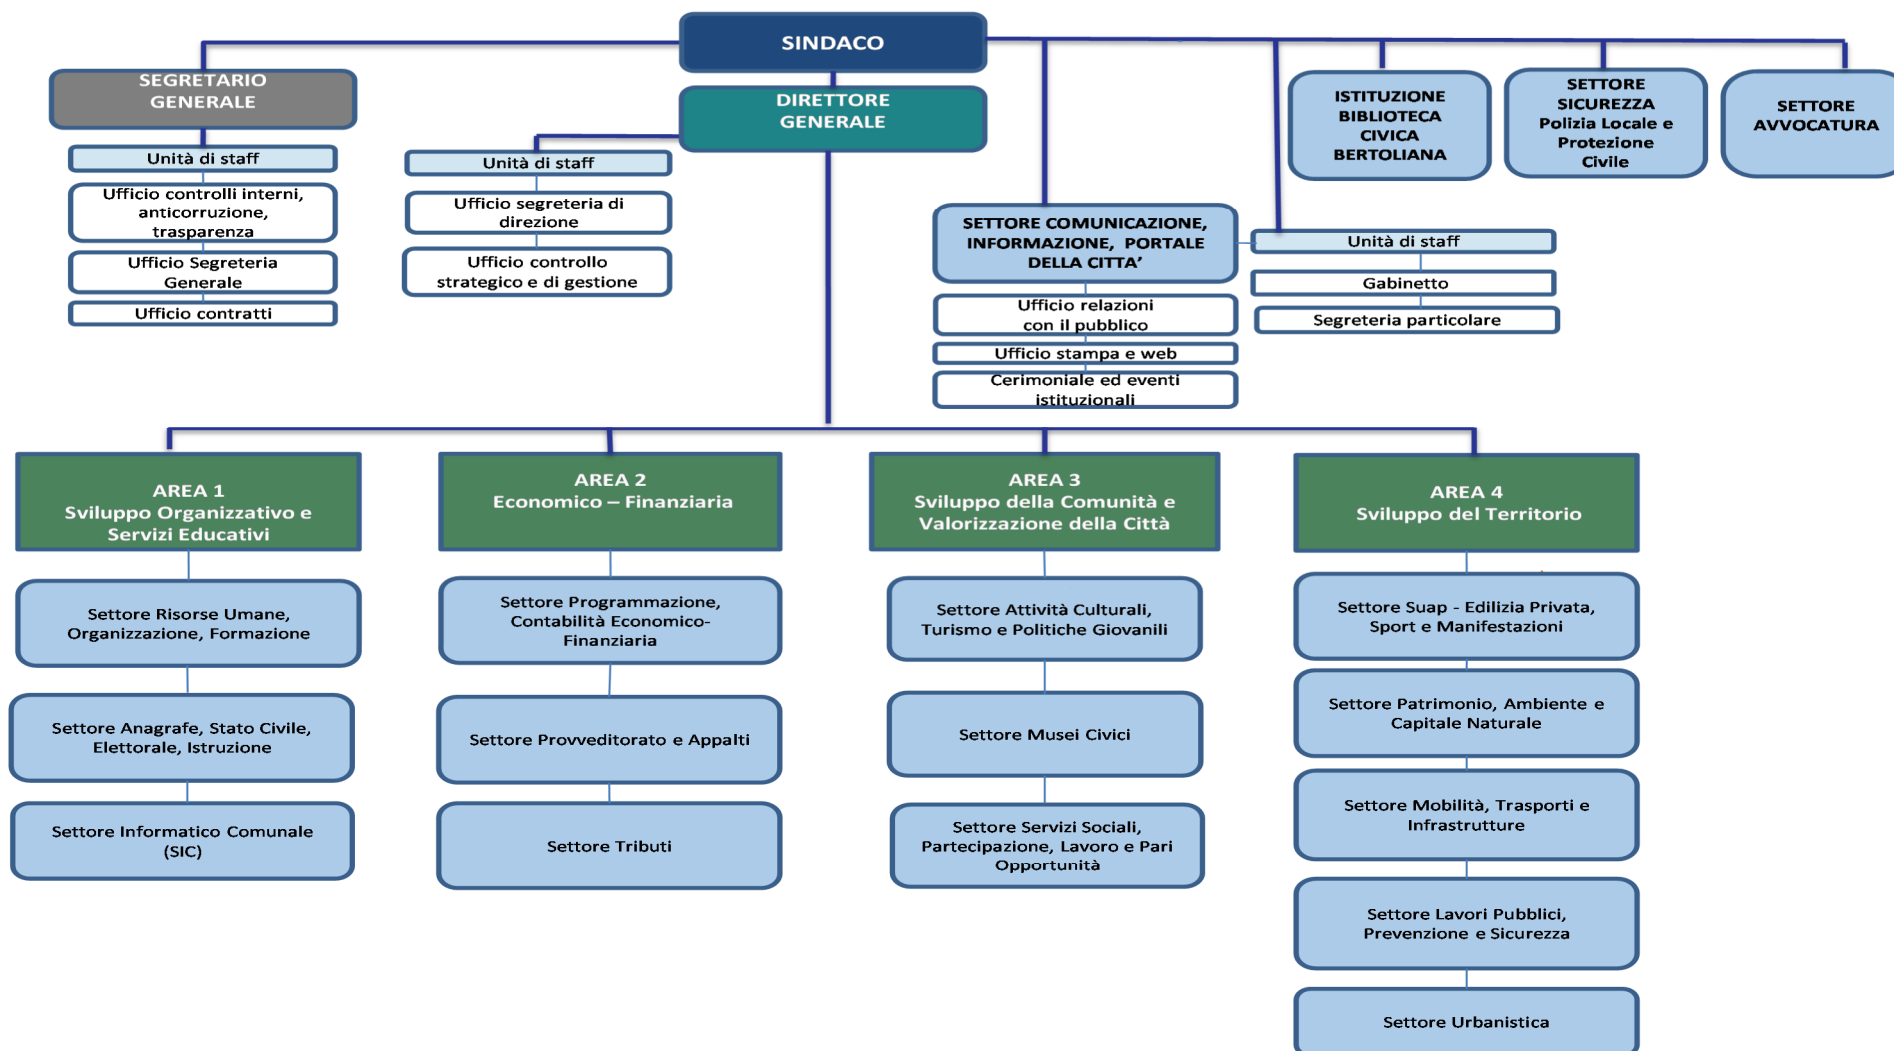 SINDACO
SEGRETARIO
GENERALE
Unità di staff
Ufficio controlli interni,
anticorruzione,
trasparenza
Ufficio Segreteria
Generale
Ufficio contratti
DIRETTORE
GENERALE
Unità di staff
Ufficio segreteria di
direzione
Ufficio controllo
strategico e di gestione
SETTORE COMUNICAZIONE,
INFORMAZIONE, PORTALE
DELLA CITTA’
Ufficio relazioni
con il pubblico
Ufficio stampa e web
Cerimoniale ed eventi
istituzionali
Unità di staff
Gabinetto
Segreteria particolare
ISTITUZIONE
BIBLIOTECA
CIVICA
BERTOLIANA
SETTORE
SICUREZZA
Polizia Locale e
Protezione
Civile
SETTORE
AVVOCATURA
AREA 1
Sviluppo Organizzativo e
Servizi Educativi
Settore Risorse Umane,
Organizzazione, Formazione
Settore Anagrafe, Stato Civile,
Elettorale, Istruzione
Settore Informatico Comunale
(SIC)
AREA 2
Economico – Finanziaria
Settore Programmazione,
Contabilità Economico-
Finanziaria
Settore Provveditorato e Appalti
Settore Tributi
AREA 3
Sviluppo della Comunità e
Valorizzazione della Città
Settore Attività Culturali,
Turismo e Politiche Giovanili
Settore Musei Civici
Settore Servizi Sociali,
Partecipazione, Lavoro e Pari
Opportunità
AREA 4
Sviluppo del Territorio
Settore Suap - Edilizia Privata,
Sport e Manifestazioni
Settore Patrimonio, Ambiente e
Capitale Naturale
Settore Mobilità, Trasporti e
Infrastrutture
Settore Lavori Pubblici,
Prevenzione e Sicurezza
Settore Urbanistica